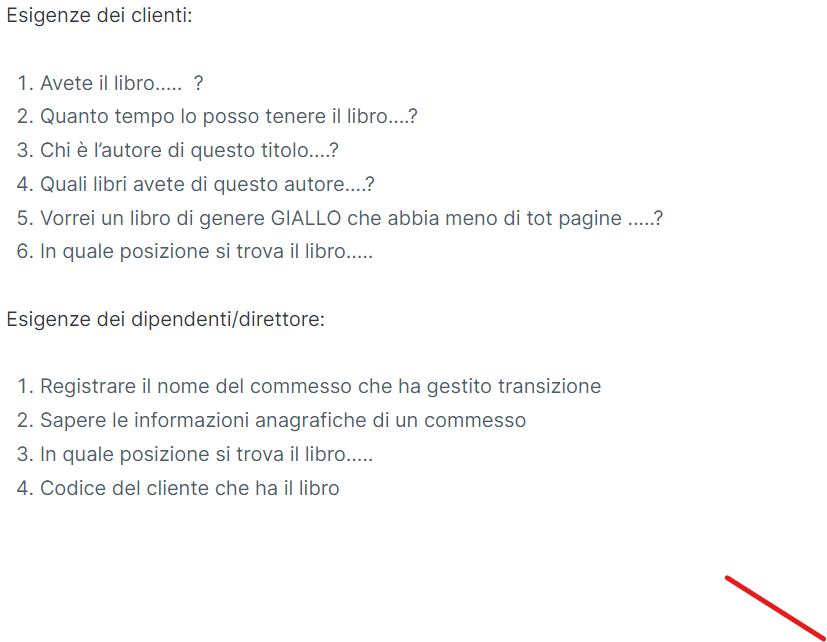 Esigenze dei clienti:
1. Avete il libro..... ?
2. Quanto tempo lo posso tenere il libro....?
3. Chi è l’autore di questo titolo....?
4. Quali libri avete di questo autore....?
5. Vorrei un libro di genere GIALLO che abbia meno di tot pagine .....?
6. In quale posizione si trova il libro.....
Esigenze dei dipendenti/direttore:
1. Registrare il nome del commesso che ha gestito transizione
2. Sapere le informazioni anagrafiche di un commesso
3. In quale posizione si trova il libro.....
4. Codice del cliente che ha il libro